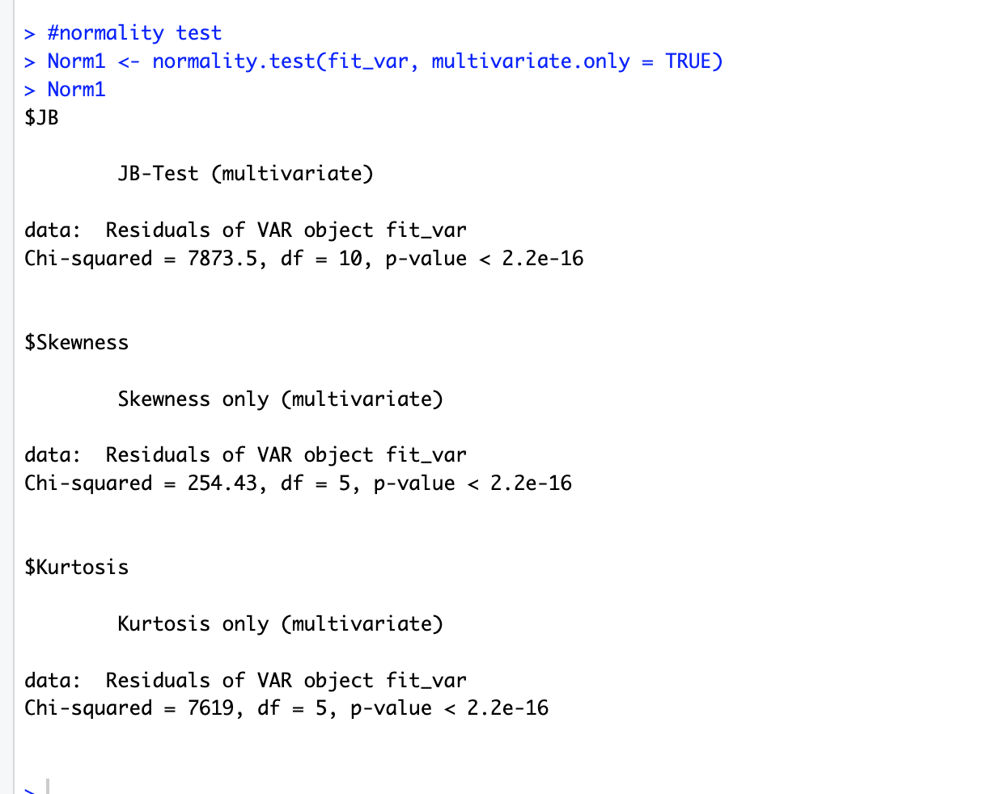 > #normality test
> Norm1 <- normality.test(fit_var, multivariate.only = TRUE)
> Norm1
$JB
JB-Test (multivariate)
data:  Residuals of VAR object fit_var
Chi-squared = 7873.5, df = 10, p-value < 2.2e-16
$Skewness
Skewness only (multivariate)
data:  Residuals of VAR object fit_var
Chi-squared = 254.43, df = 5, p-value < 2.2e-16
$Kurtosis
Kurtosis only (multivariate)
data:  Residuals of VAR object fit_var
Chi-squared = 7619, df = 5, p-value < 2.2e-16
>